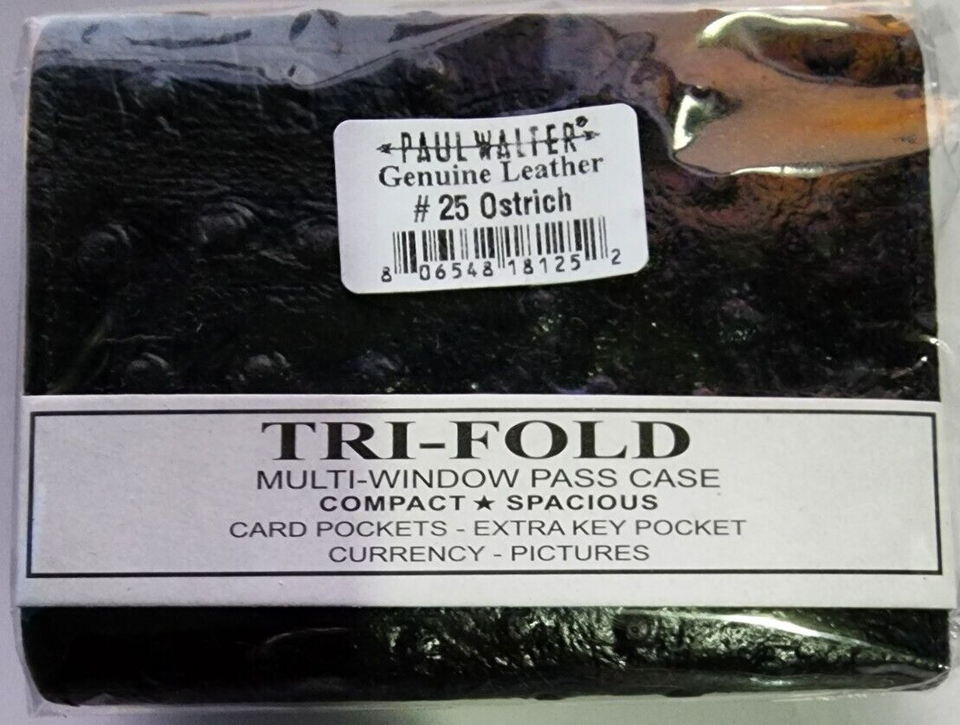 PAUL WALTER®
Genuine Leather
# 25 Ostrich
8 06548 18125 2
TRI-FOLD
MULTI-WINDOW PASS CASE
COMPACT ★ SPACIOUS
CARD POCKETS - EXTRA KEY POCKET
CURRENCY - PICTURES